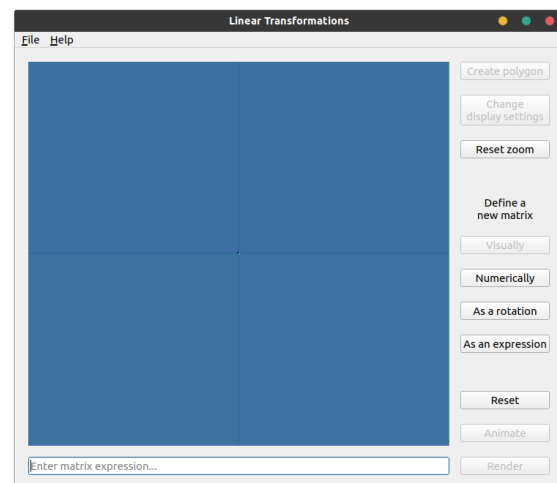 Linear Transformations
File Help
Create polygon
Change
display settings
Reset zoom
Define a
new matrix
Visually
Numerically
As a rotation
As an expression
Reset
Animate
Enter matrix expression...
Render